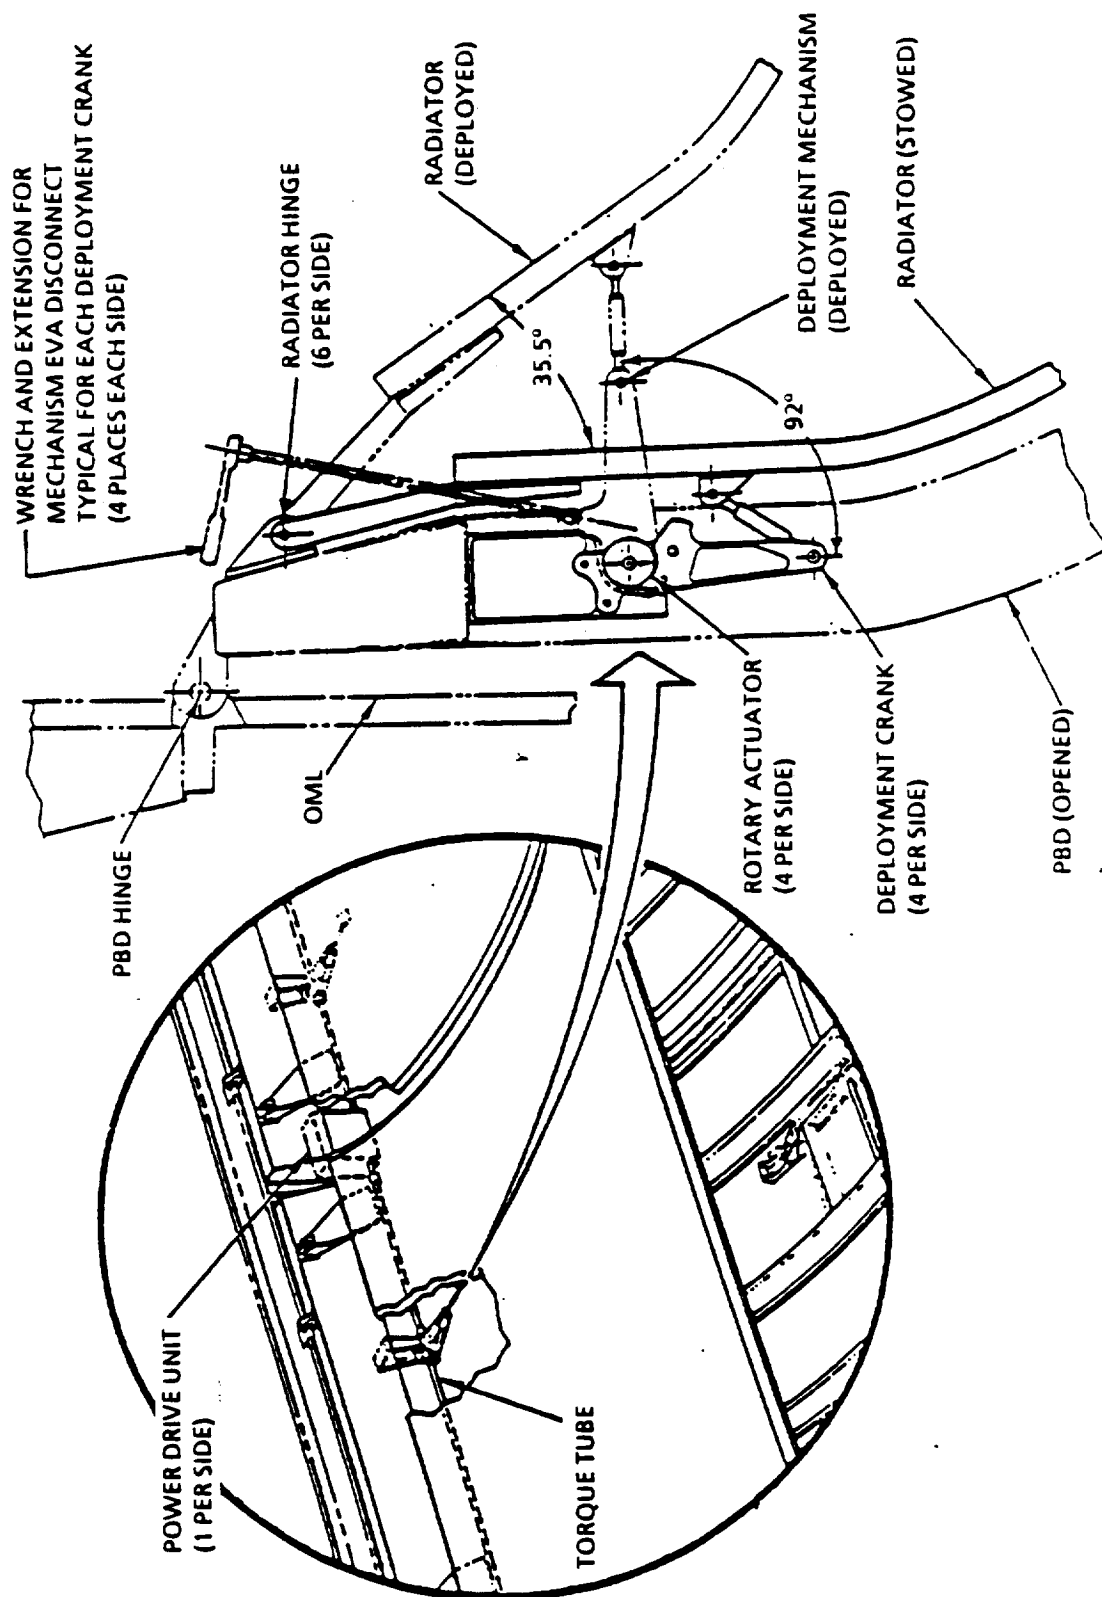 WRENCH AND EXTENSION FOR
MECHANISM EVA DISCONNECT
TYPICAL FOR EACH DEPLOYMENT CRANK
(4 PLACES EACH SIDE)
RADIATOR HINGE
(6 PER SIDE)
RADIATOR
(DEPLOYED)
35.5°
92°
DEPLOYMENT MECHANISM
(DEPLOYED)
RADIATOR (STOWED)
PBD HINGE
OML
ROTARY ACTUATOR
(4 PER SIDE)
DEPLOYMENT CRANK
(4 PER SIDE)
PBD (OPENED)
POWER DRIVE UNIT
(1 PER SIDE)
TORQUE TUBE